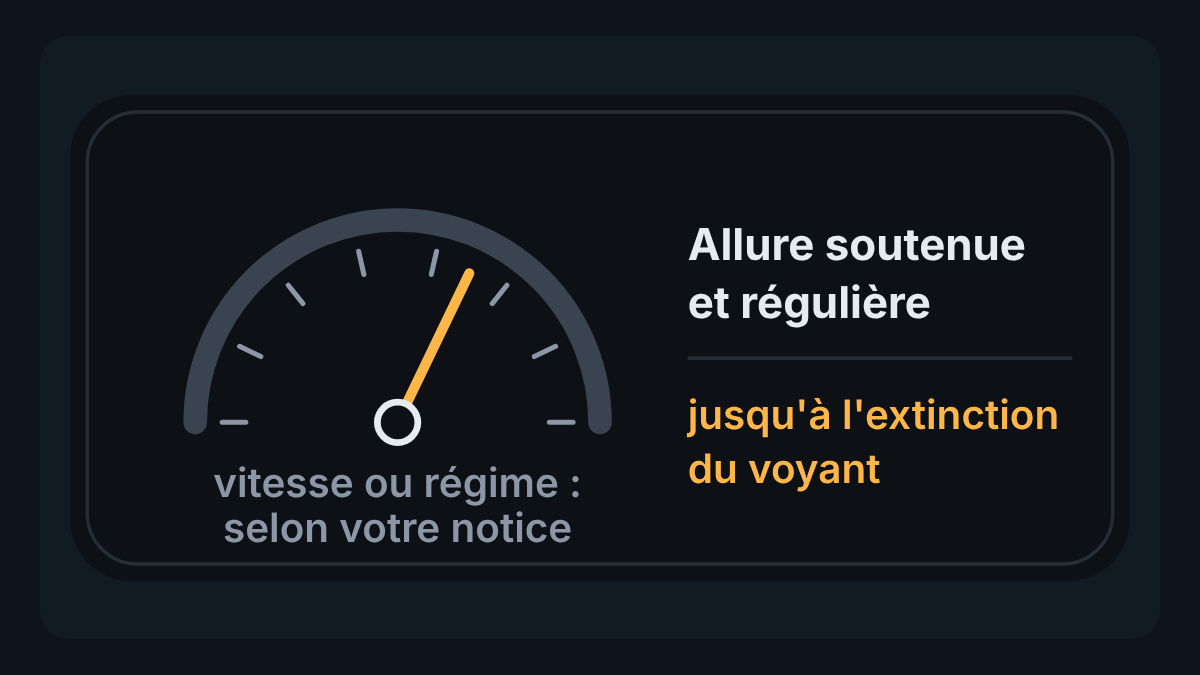 Allure soutenue
et régulière
jusqu'à l'extinction
du voyant
vitesse ou régime :
selon votre notice